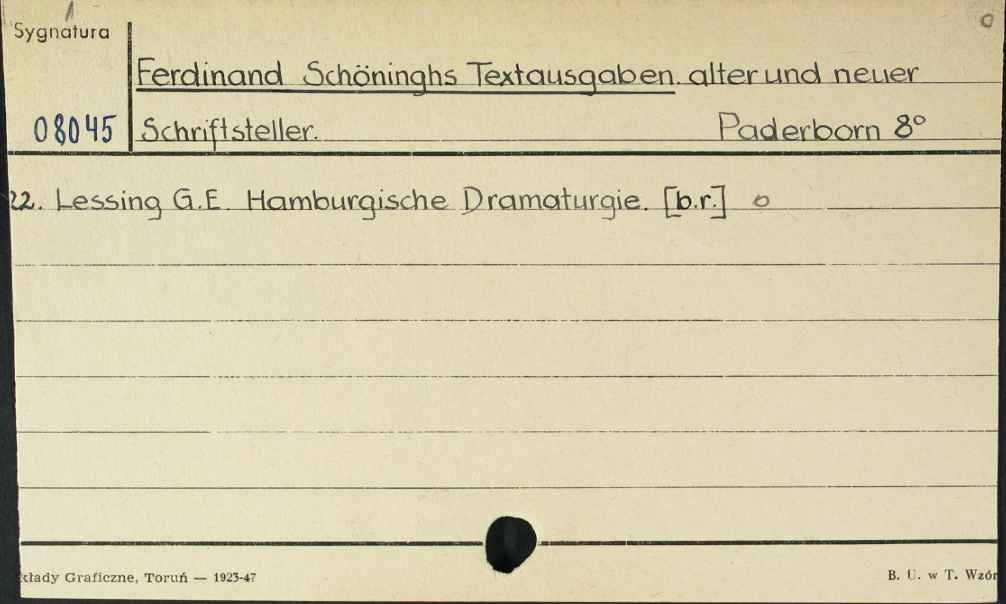 Sygnatura
Ferdinand Schöninghs Textausgaben. alter und neuer
08045 Schriftsteller. Paderborn 8°
22. Lessing G.E. Hamburgische Dramaturgie. [b.r.]
kłady Graficzne, Toruń — 1923-47 B. U. w T. Wzór